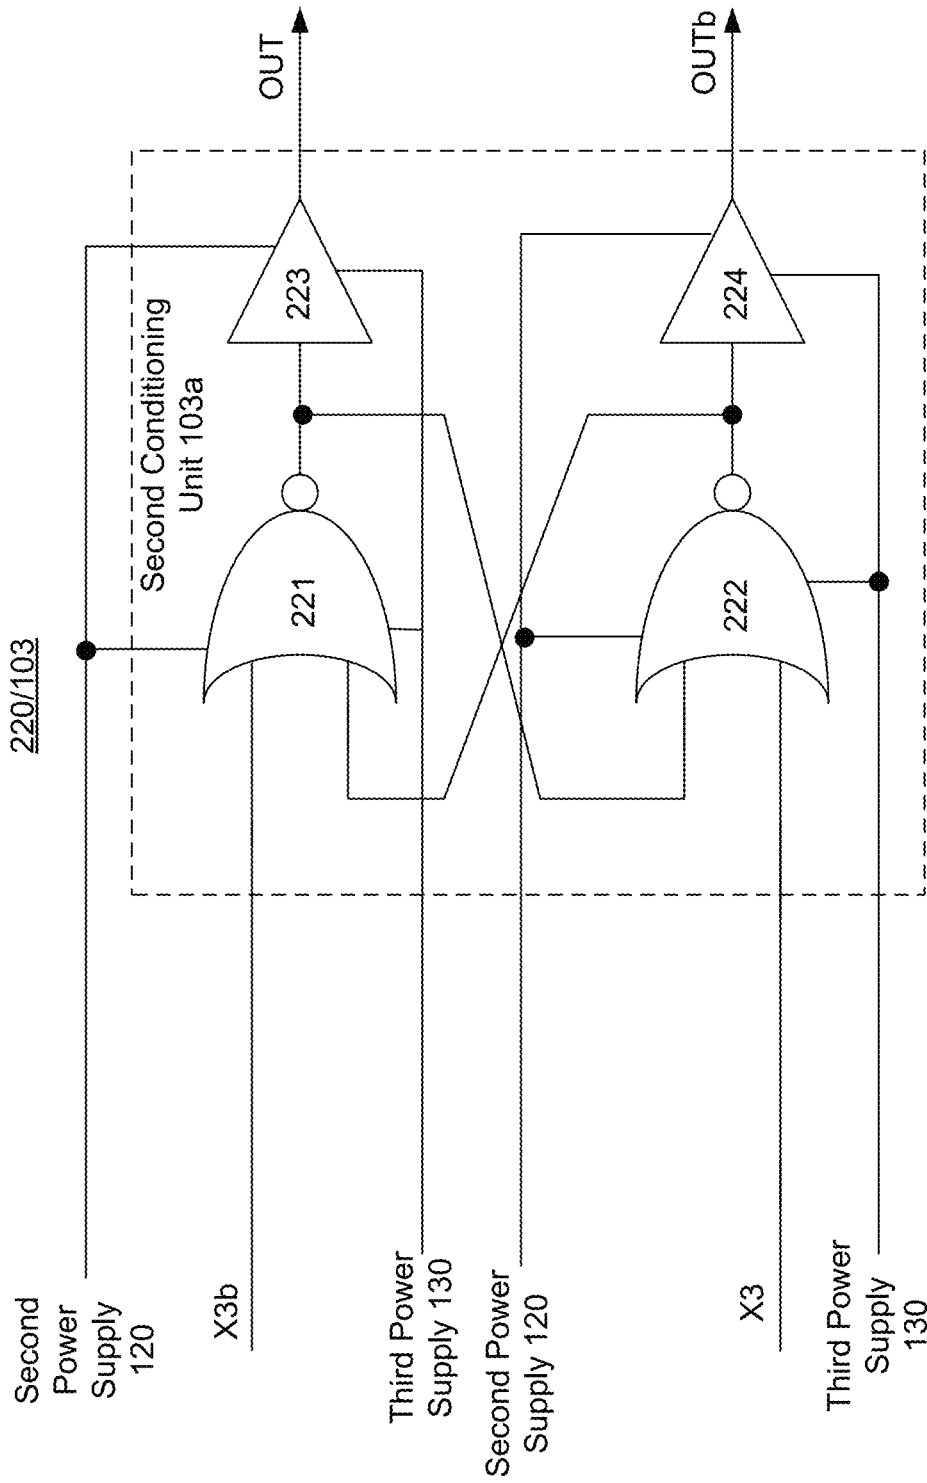 220/103
Second
Power
Supply
120
X3b
Third Power
Supply 130
Second Power
Supply 120
X3
Third Power
Supply
130
Second Conditioning
Unit 103a
221
223
OUT
222
224
OUTb